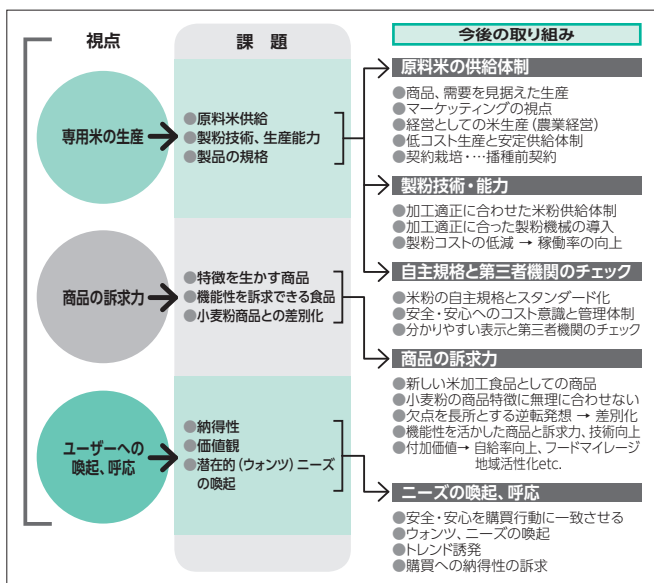 視点
課題
今後の取り組み
専用米の生産
●原料米供給
●製粉技術、生産能力
●製品の規格
原料米の供給体制
●商品、需要を見据えた生産
●マーケッティングの視点
●経営としての米生産(農業経営)
●低コスト生産と安定供給体制
●契約栽培・…播種前契約
製粉技術・能力
●加工適正に合わせた米粉供給体制
●加工適正に合った製粉機械の導入
●製粉コストの低減 → 稼働率の向上
自主規格と第三者機関のチェック
●米粉の自主規格とスタンダード化
●安全・安心へのコスト意識と管理体制
●分かりやすい表示と第三者機関のチェック
商品の訴求力
●特徴を生かす商品
●機能性を訴求できる食品
●小麦粉商品との差別化
商品の訴求力
●新しい米加工食品としての商品
●小麦粉の商品特徴に無理に合わせない
●欠点を長所とする逆転発想 → 差別化
●機能性を活かした商品と訴求力、技術向上
●付加価値→ 自給率向上、フードマイレージ
地域活性化etc.
ユーザーへの
喚起、呼応
●納得性
●価値観
●潜在的(ウォンツ)ニーズ
の喚起
ニーズの喚起、呼応
●安全・安心を購買行動に一致させる
●ウォンツ、ニーズの喚起
●トレンド誘発
●購買への納得性の訴求